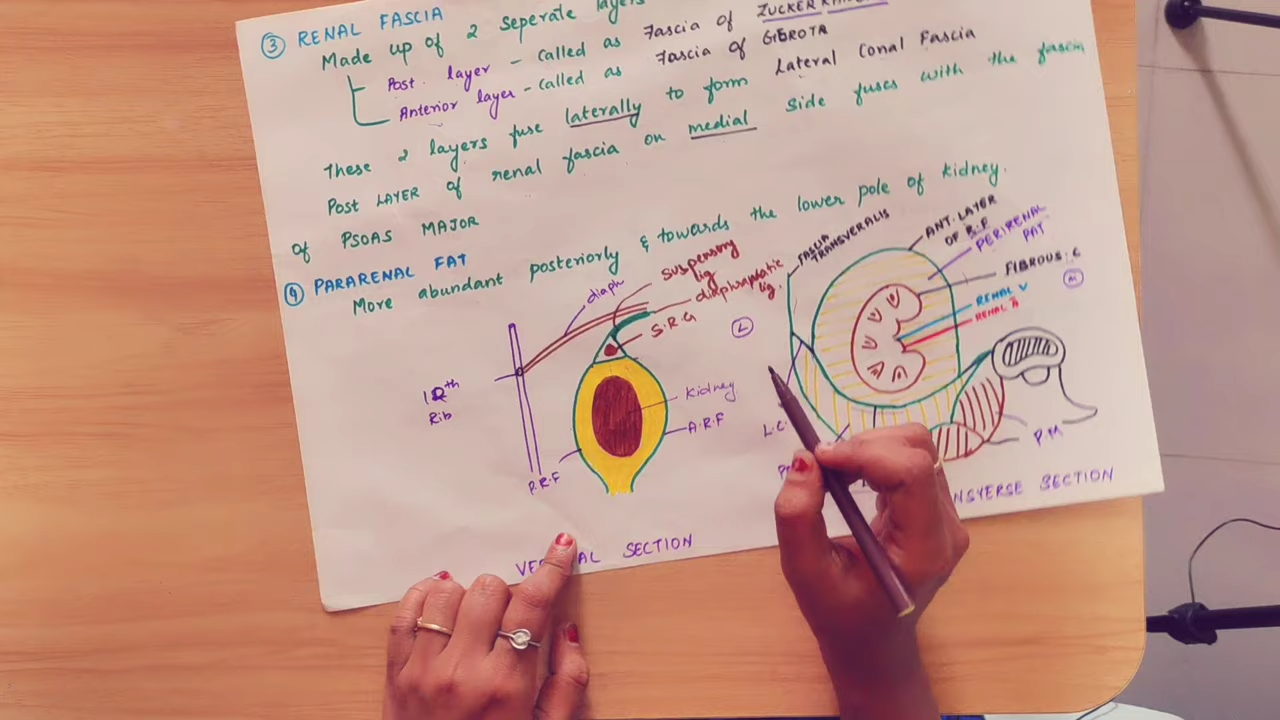 ③ RENAL FASCIA
Made up of 2 seperate layers
Post. layer - called as Fascia of
Anterior layer - called as Fascia of GEROTA
These 2 layers fuse laterally to form Lateral Conal Fascia
Post LAYER of renal fascia on medial side fuses with the fascia
of PSOAS MAJOR
④ PARARENAL FAT
More abundant posteriorly & towards the lower pole of kidney.
diaph
suspensory
lig
diaphragmatic
lig.
S.R.G
12th
Rib
Kidney
A.R.F
P.R.F
VERTICAL SECTION
L
FASCIA
TRANSVERALIS
ANT. LAYER
OF R.F
PERIRENAL
FAT
FIBROUS. C
M
RENAL V
RENAL A
L.C.
P.M
TRANSVERSE SECTION